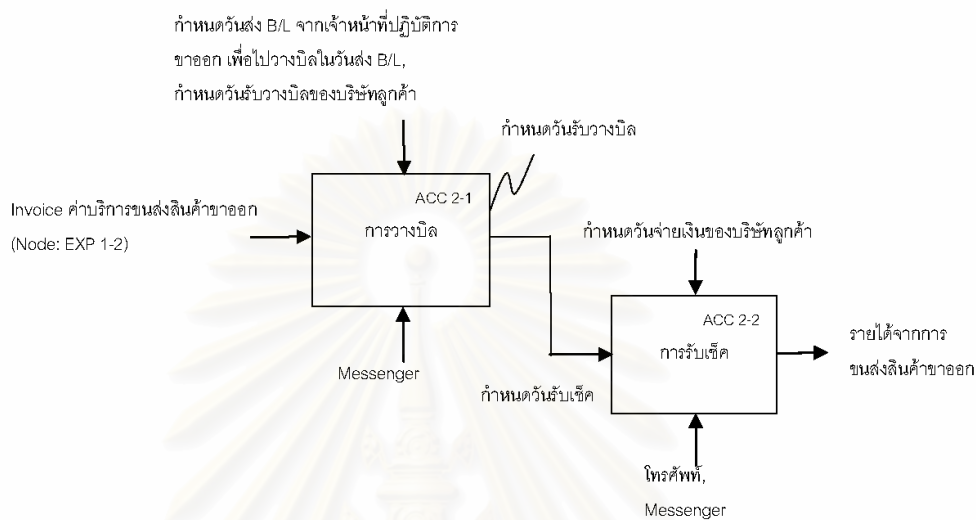 กำหนดวันส่ง B/L จากเจ้าหน้าที่ปฏิบัติการ
ขาออก เพื่อไปวางบิลในวันส่ง B/L,
กำหนดวันรับวางบิลของบริษัทลูกค้า
กำหนดวันรับวางบิล
ACC 2-1
การวางบิล
Invoice ค่าบริการขนส่งสินค้าขาออก
(Node: EXP 1-2)
Messenger
กำหนดวันจ่ายเงินของบริษัทลูกค้า
ACC 2-2
การรับเช็ค
กำหนดวันรับเช็ค
รายได้จากการ
ขนส่งสินค้าขาออก
โทรศัพท์,
Messenger